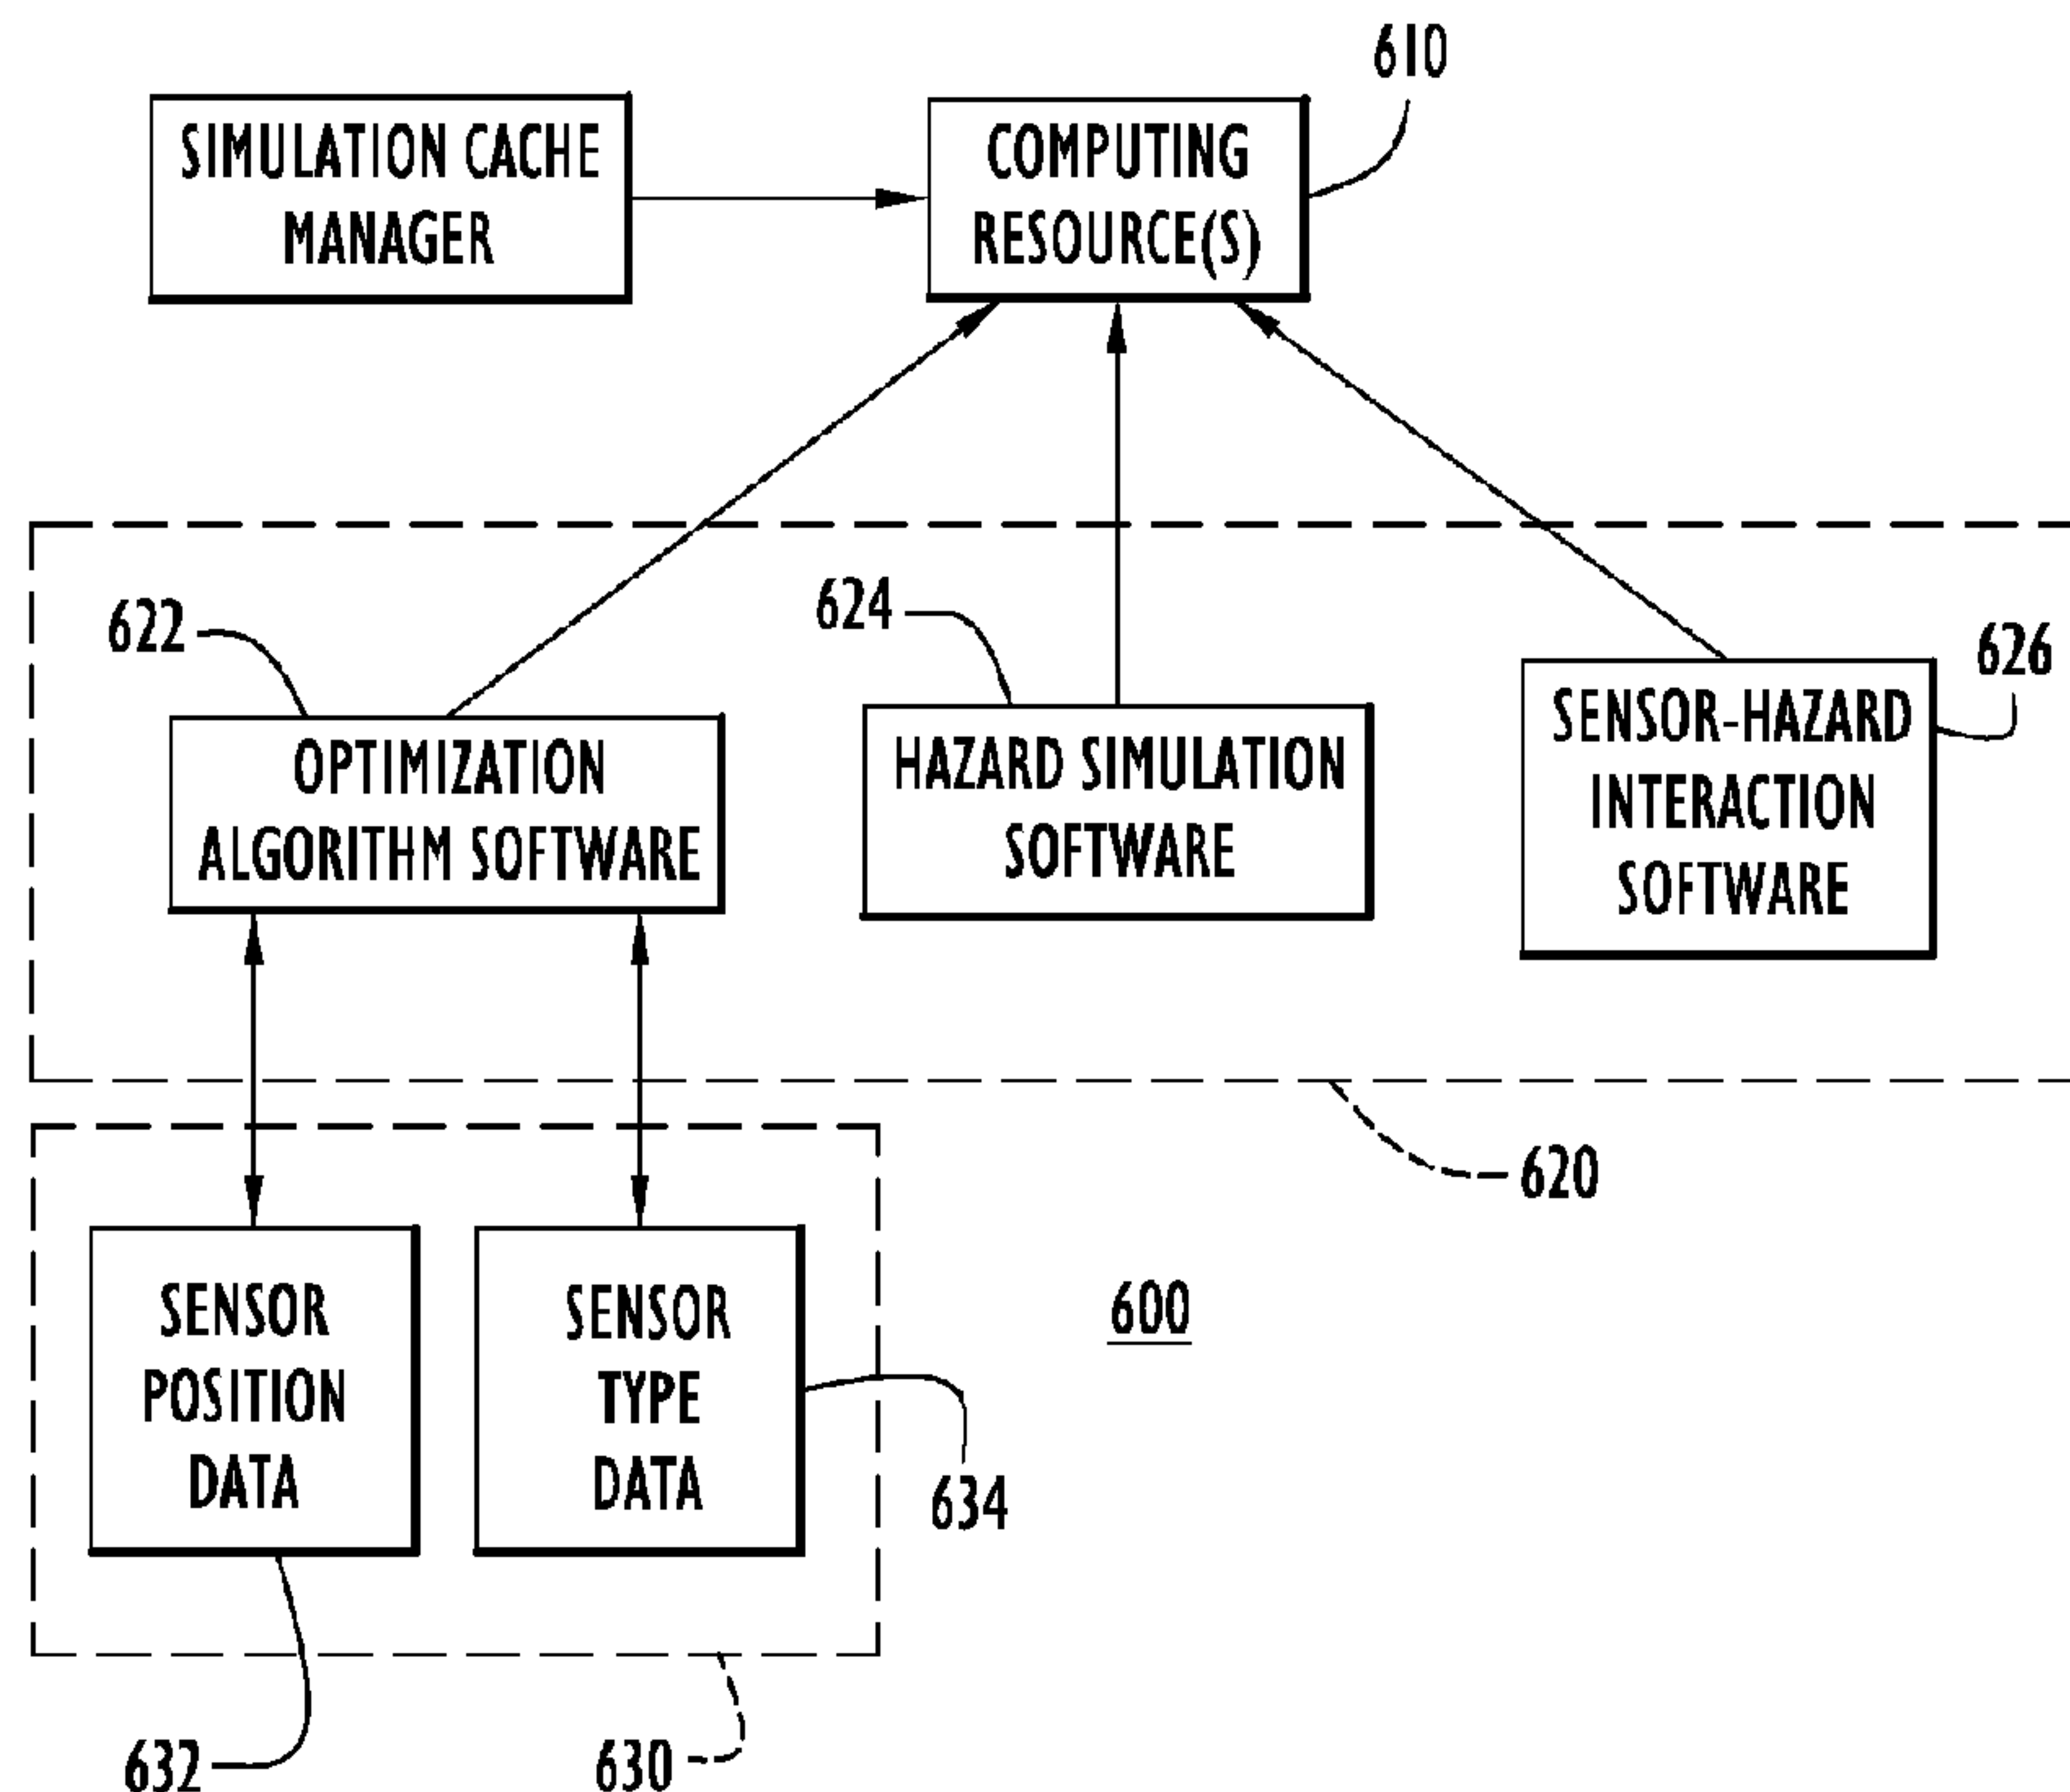 610
SIMULATION CACHE
MANAGER
COMPUTING
RESOURCE(S)
622
624
626
OPTIMIZATION
ALGORITHM SOFTWARE
HAZARD SIMULATION
SOFTWARE
SENSOR-HAZARD
INTERACTION
SOFTWARE
620
SENSOR
POSITION
DATA
SENSOR
TYPE
DATA
600
634
632
630